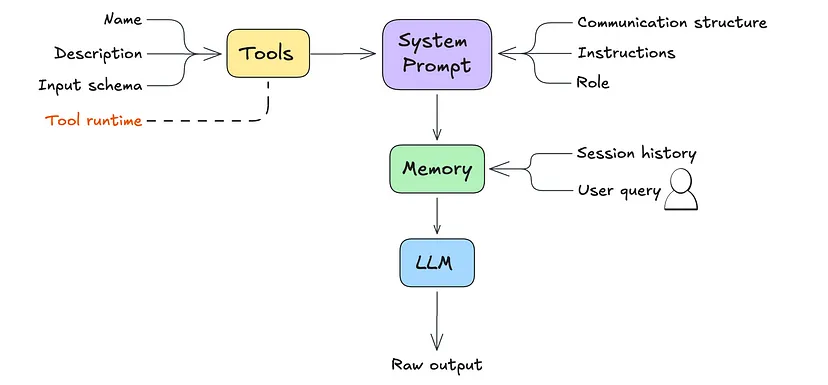 Name
Description
Input schema
Tool runtime
Tools
System
Prompt
Communication structure
Instructions
Role
Memory
Session history
User query
LLM
Raw output